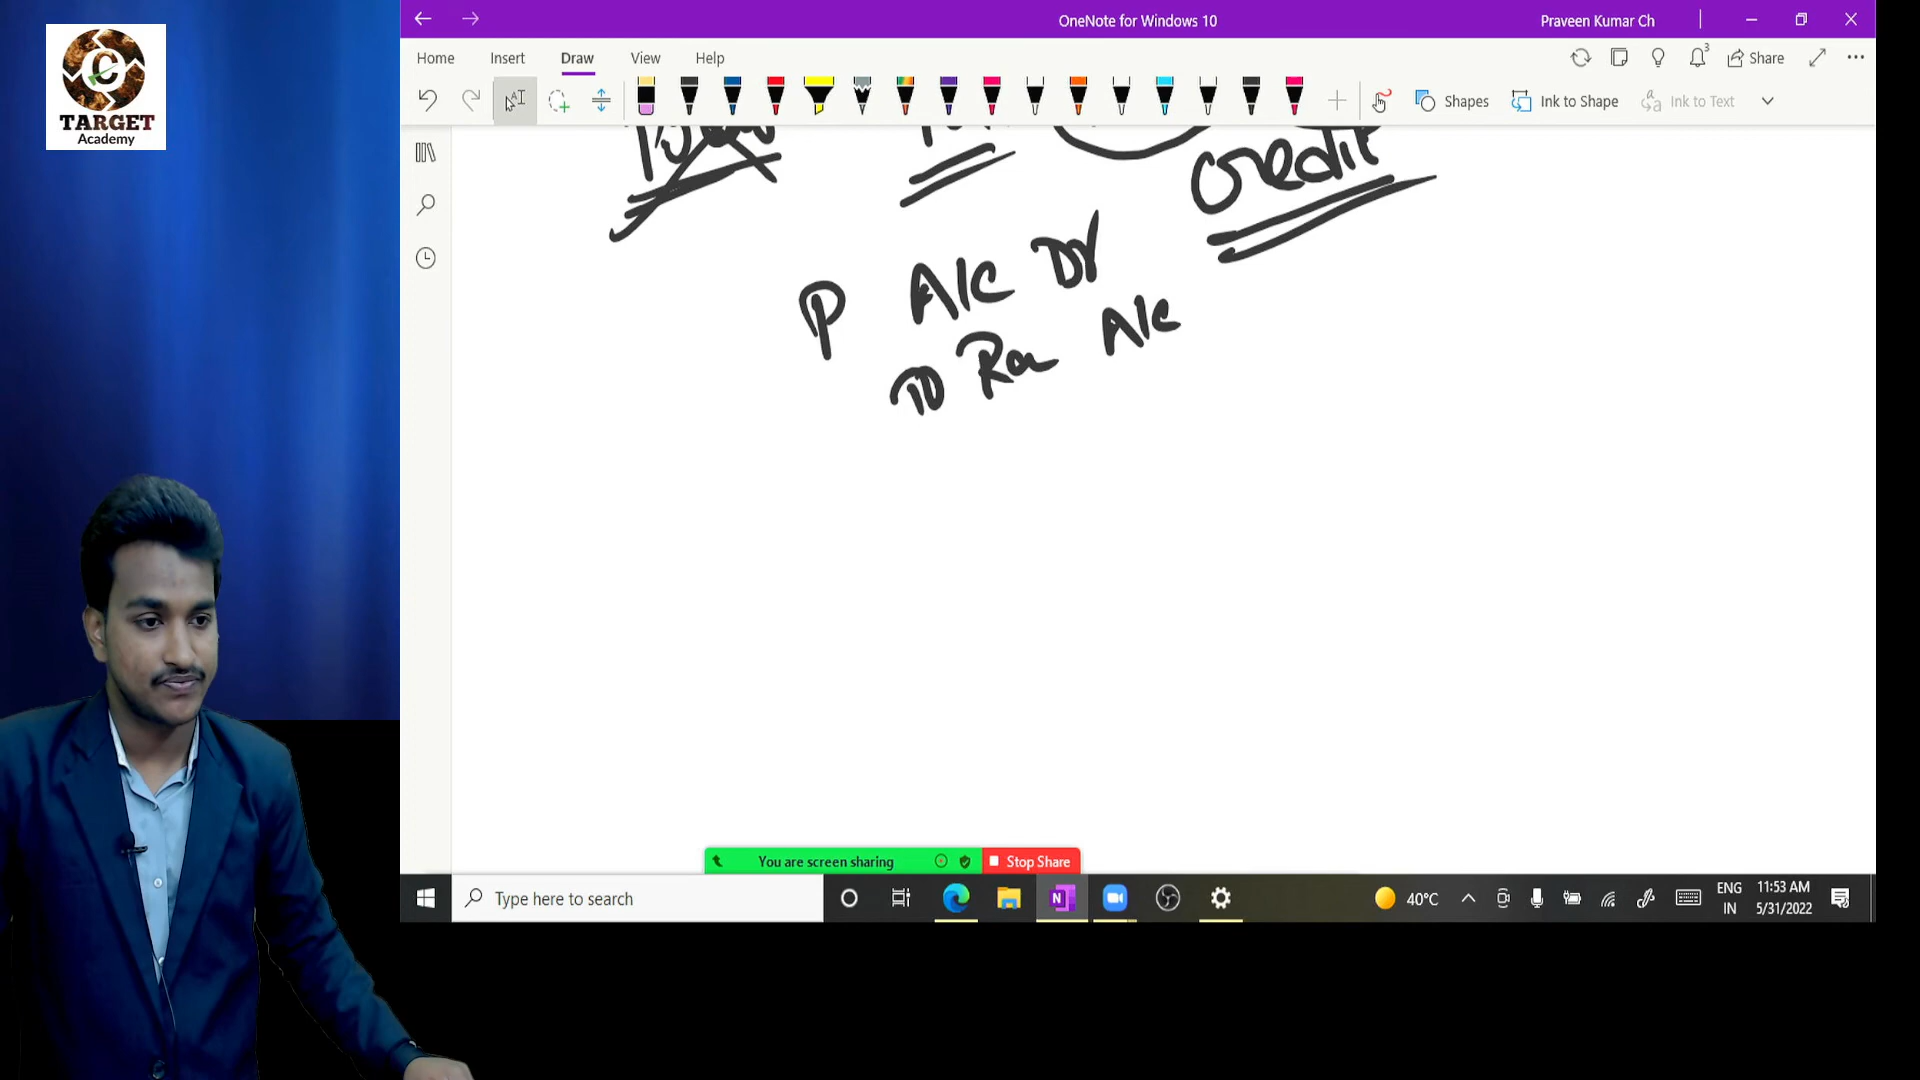 C
TARGET
Academy
OneNote for Windows 10
Praveen Kumar Ch
Home
Insert
Draw
View
Help
3
Share
Shapes
Ink to Shape
Ink to Text
credit
P A/c Dr
To Ram A/c
You are screen sharing
Stop Share
Type here to search
N
40°C
ENG
IN
11:53 AM
5/31/2022